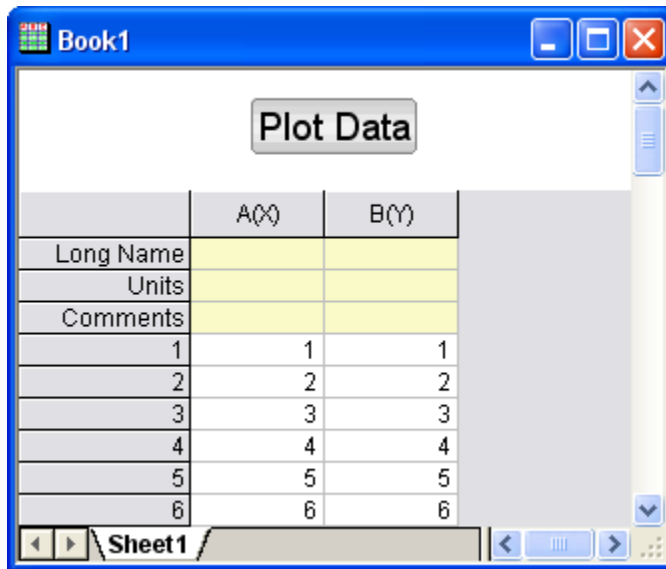 Book1
Plot Data
A(X) B(Y)
Long Name
Units
Comments
1 1 1
2 2 2
3 3 3
4 4 4
5 5 5
6 6 6
Sheet1